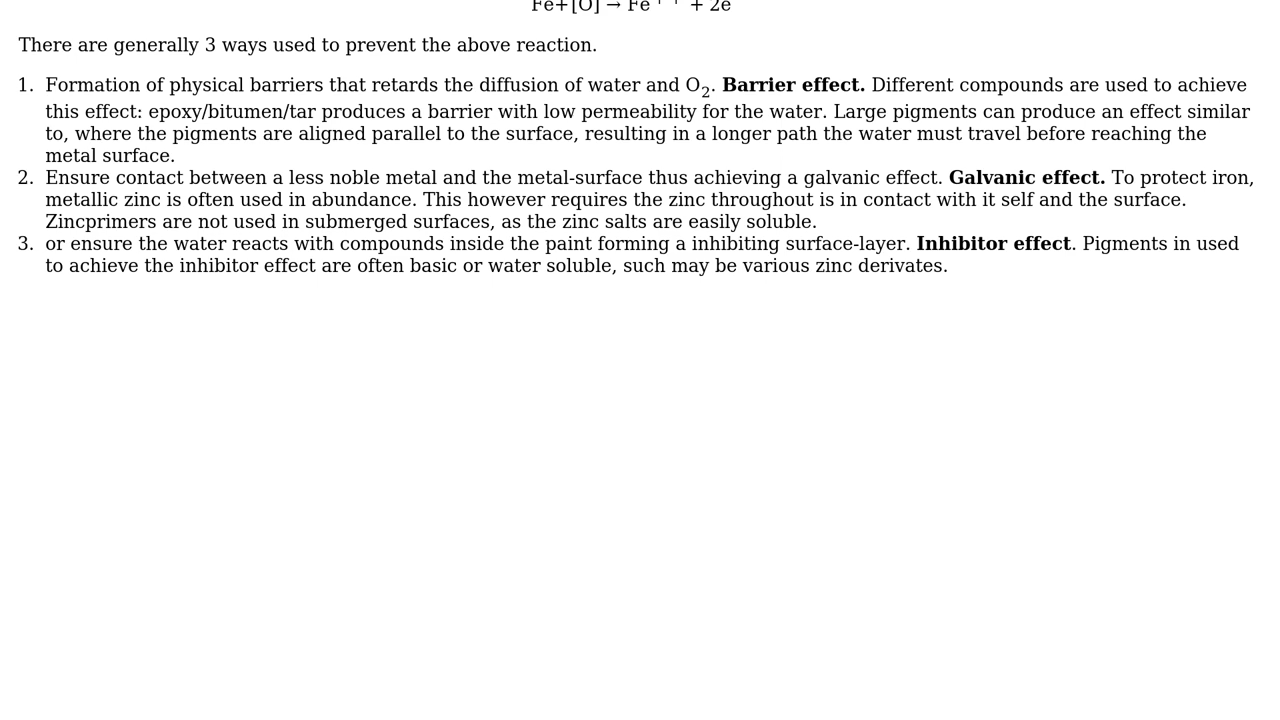 Fe+[O] → Fe⁺⁺ + 2e
There are generally 3 ways used to prevent the above reaction.
1. Formation of physical barriers that retards the diffusion of water and O₂. Barrier effect. Different compounds are used to achieve
this effect: epoxy/bitumen/tar produces a barrier with low permeability for the water. Large pigments can produce an effect similar
to, where the pigments are aligned parallel to the surface, resulting in a longer path the water must travel before reaching the
metal surface.
2. Ensure contact between a less noble metal and the metal-surface thus achieving a galvanic effect. Galvanic effect. To protect iron,
metallic zinc is often used in abundance. This however requires the zinc throughout is in contact with it self and the surface.
Zincprimers are not used in submerged surfaces, as the zinc salts are easily soluble.
3. or ensure the water reacts with compounds inside the paint forming a inhibiting surface-layer. Inhibitor effect. Pigments in used
to achieve the inhibitor effect are often basic or water soluble, such may be various zinc derivates.